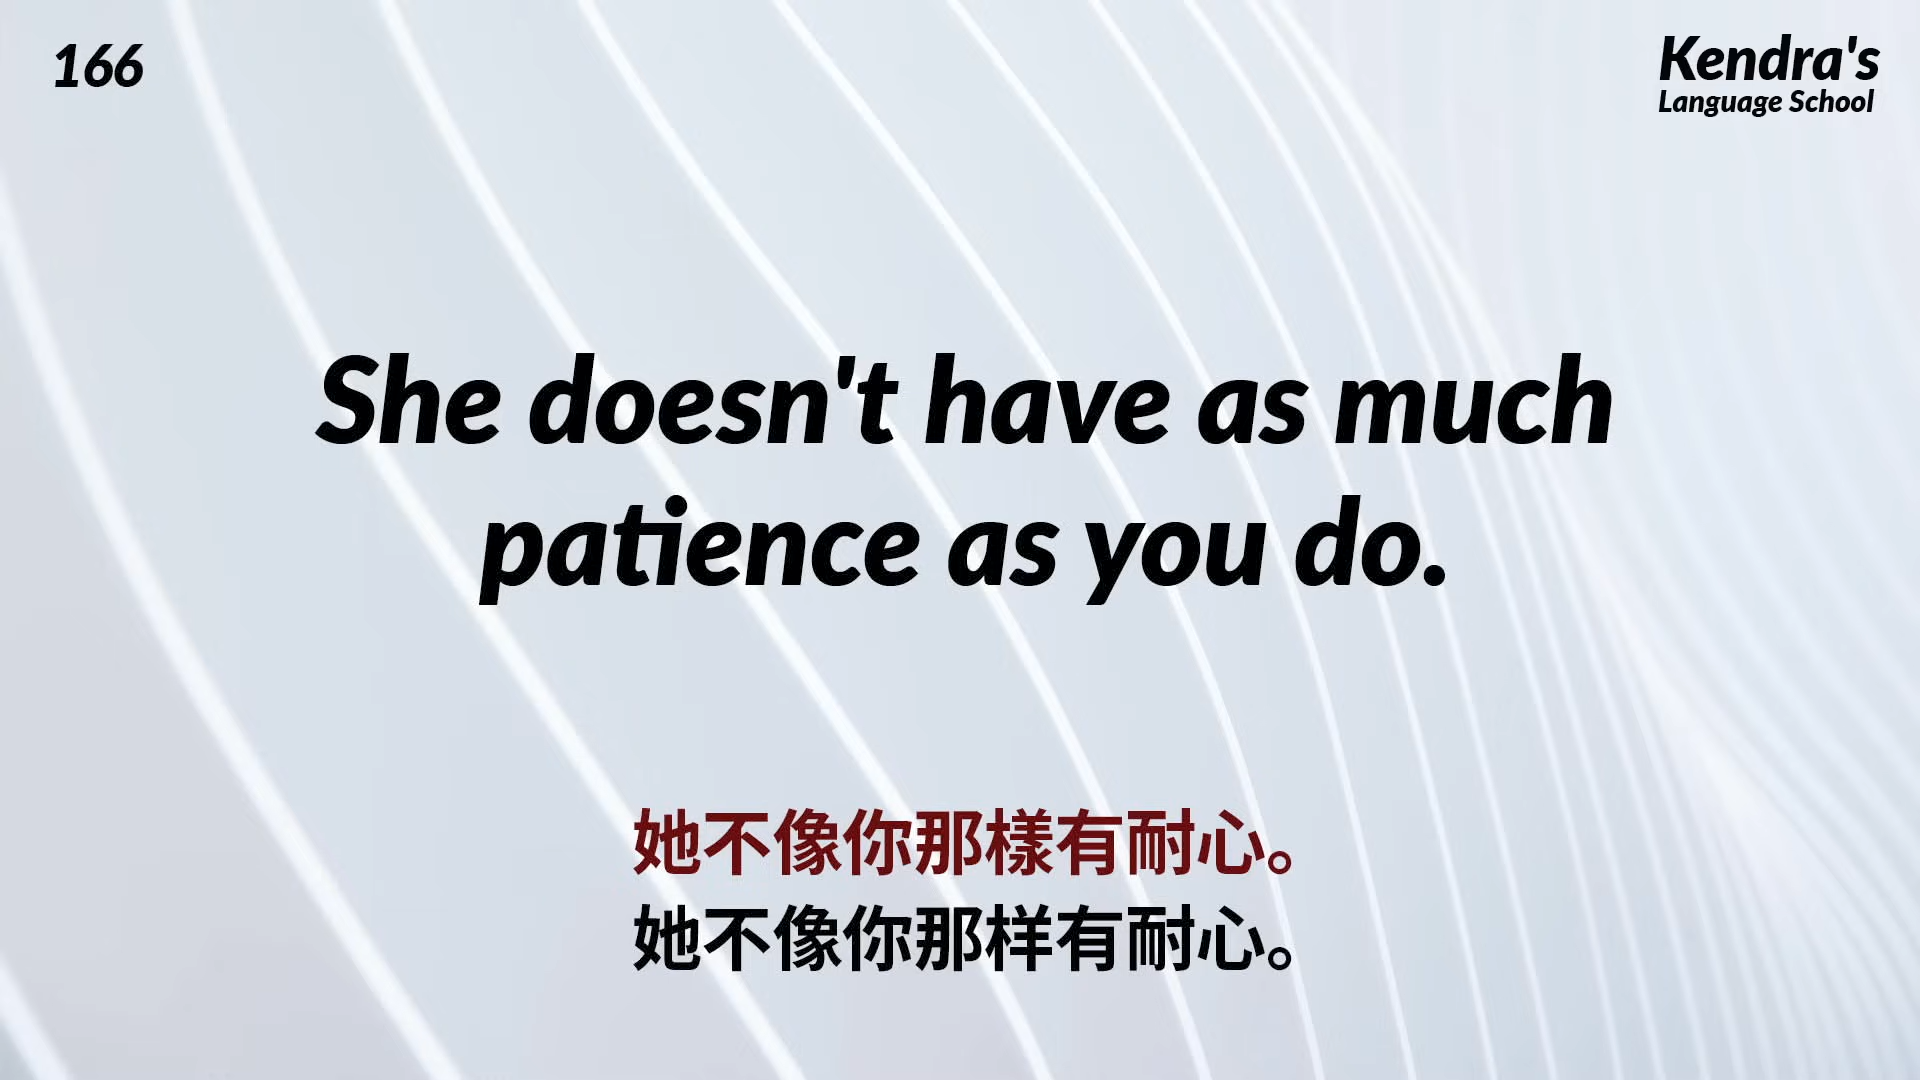 166
Kendra's
Language School
She doesn't have as much
patience as you do.
她不像你那樣有耐心。
她不像你那样有耐心。